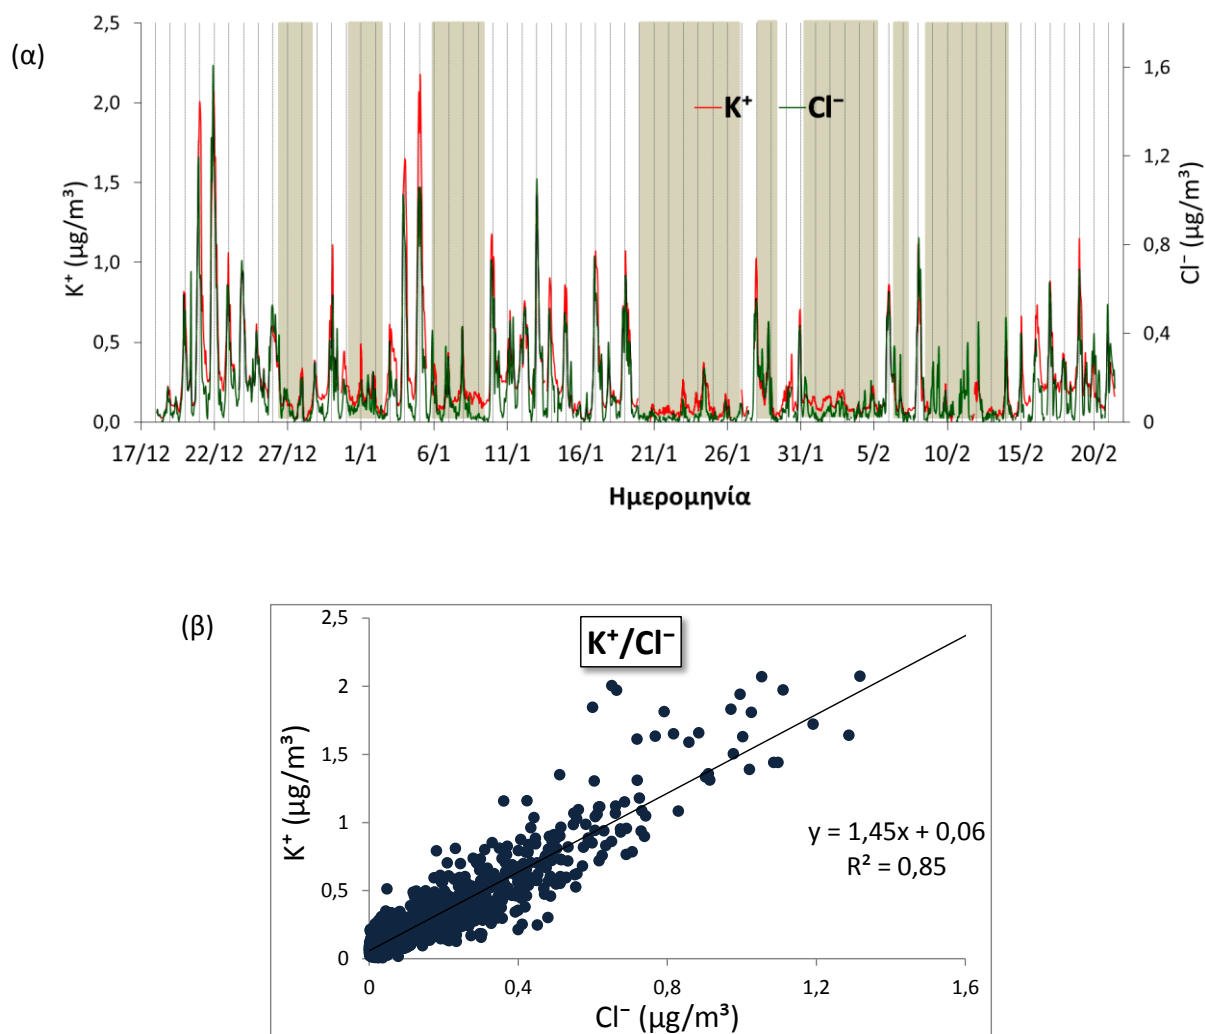 (α)
2,5
2,0
1,5
1,0
0,5
0,0
K⁺ (μg/m³)
K⁺ Cl⁻
1,6
1,2
0,8
0,4
0
Cl⁻ (μg/m³)
17/12 22/12 27/12 1/1 6/1 11/1 16/1 21/1 26/1 31/1 5/2 10/2 15/2 20/2
Ημερομηνία
(β)
K⁺/Cl⁻
2,5
2
1,5
1
0,5
0
K⁺ (μg/m³)
y = 1,45x + 0,06
R² = 0,85
0 0,4 0,8 1,2 1,6
Cl⁻ (μg/m³)